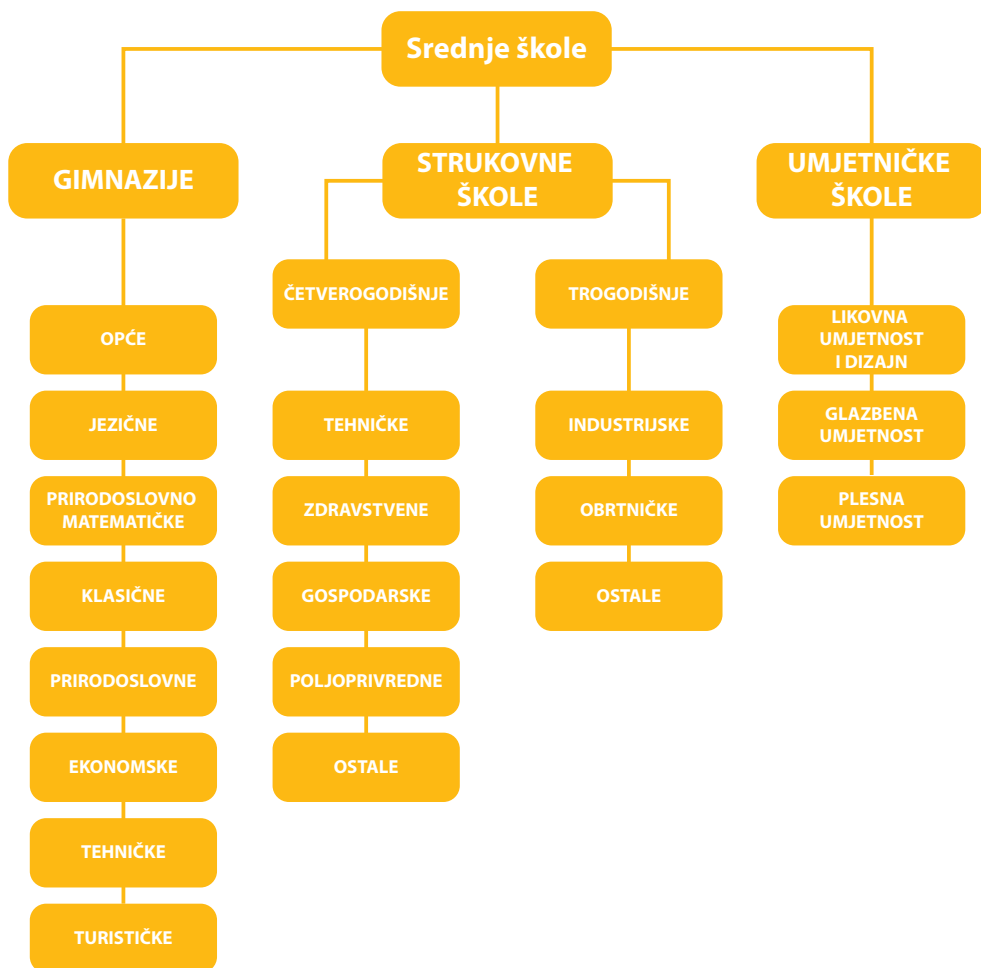 Srednje škole
GIMNAZIJE
OPĆE
JEZIČNE
PRIRODOSLOVNO
MATEMATIČKE
KLASIČNE
PRIRODOSLOVNE
EKONOMSKE
TEHNIČKE
TURISTIČKE
STRUKOVNE
ŠKOLE
ČETVEROGODIŠNJE
TEHNIČKE
ZDRAVSTVENE
GOSPODARSKE
POLJOPRIVREDNE
OSTALE
TROGODIŠNJE
INDUSTRIJSKE
OBRTNIČKE
OSTALE
UMJETNIČKE
ŠKOLE
LIKOVNA
UMJETNOST
I DIZAJN
GLAZBENA
UMJETNOST
PLESNA
UMJETNOST